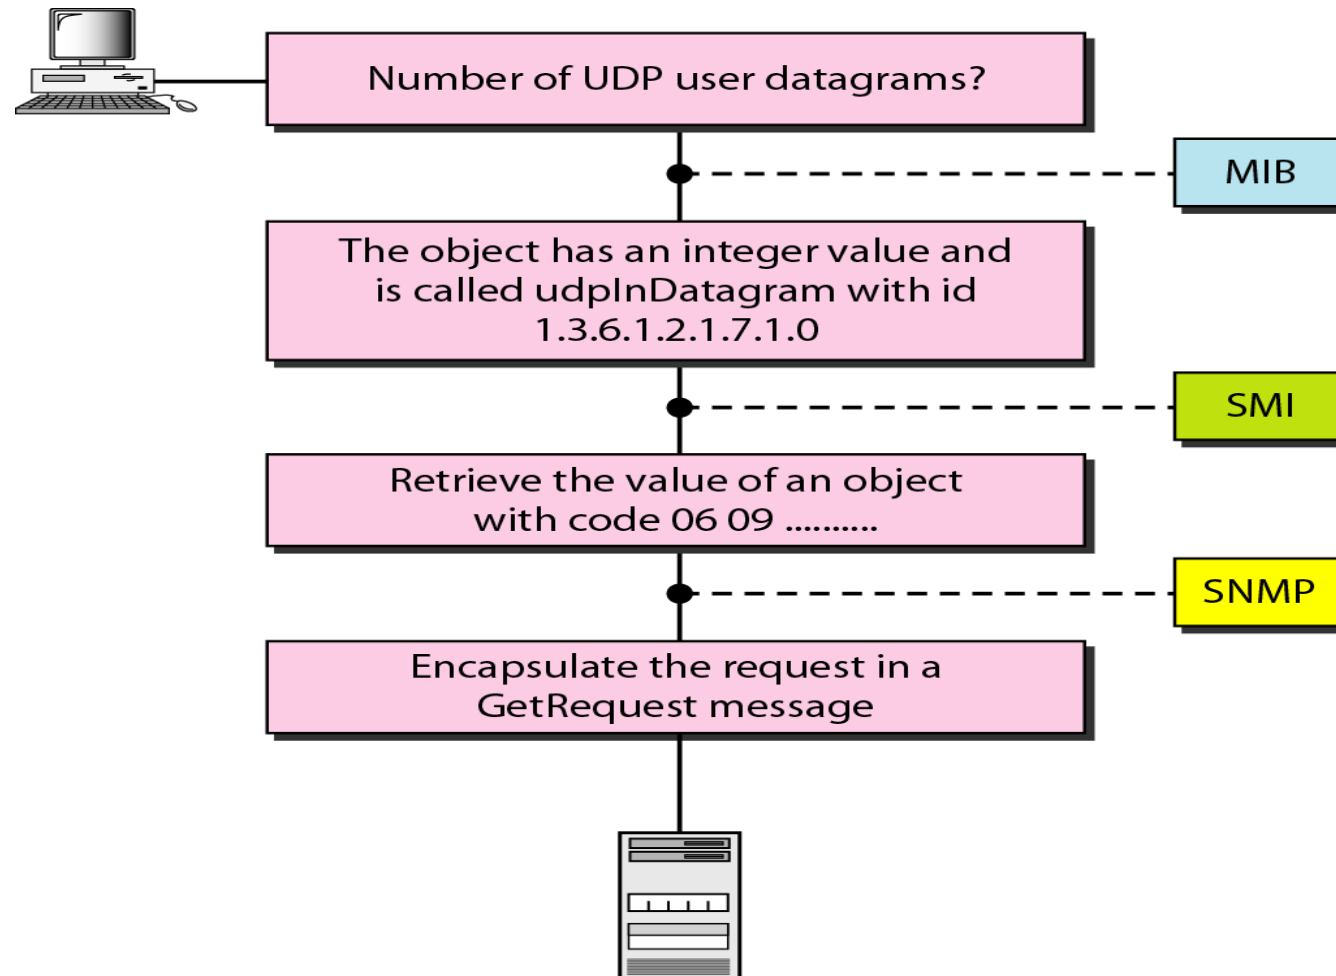 Number of UDP user datagrams?
MIB
The object has an integer value and
is called udpInDatagram with id
1.3.6.1.2.1.7.1.0
SMI
Retrieve the value of an object
with code 06 09 ..........
SNMP
Encapsulate the request in a
GetRequest message